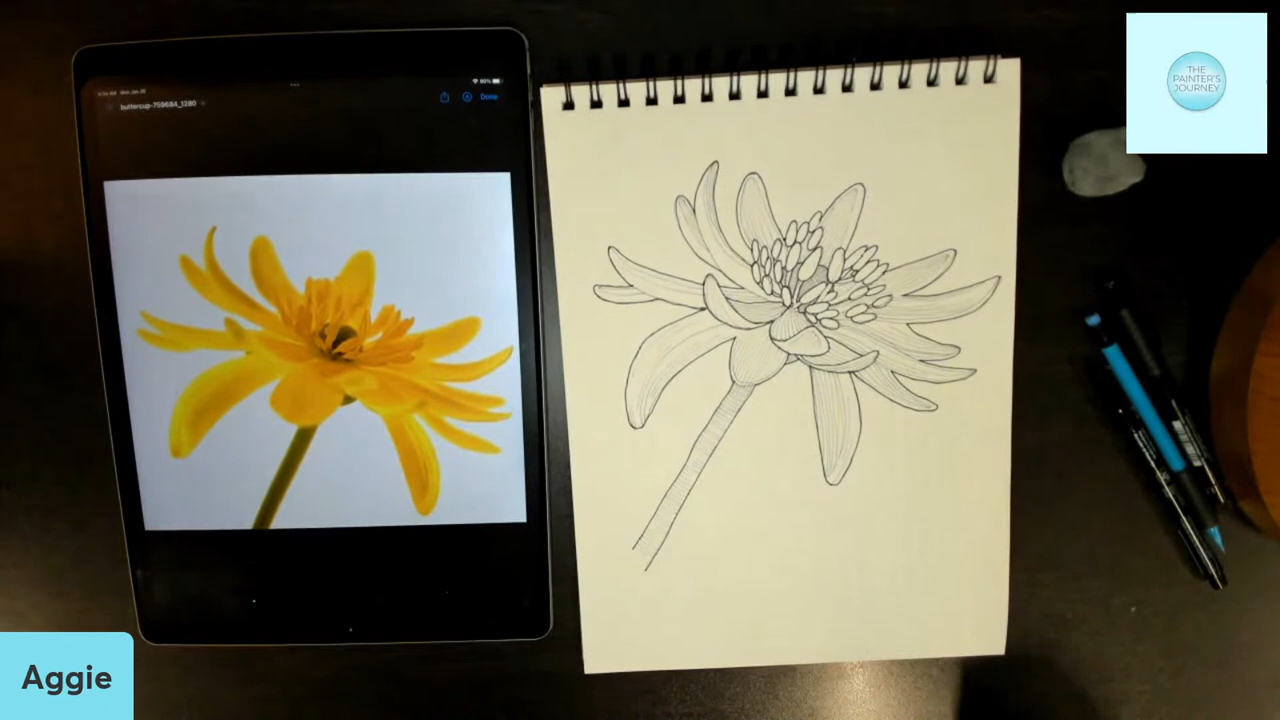 buttercup-759684_1280
Done
THE
PAINTER'S
JOURNEY
Aggie